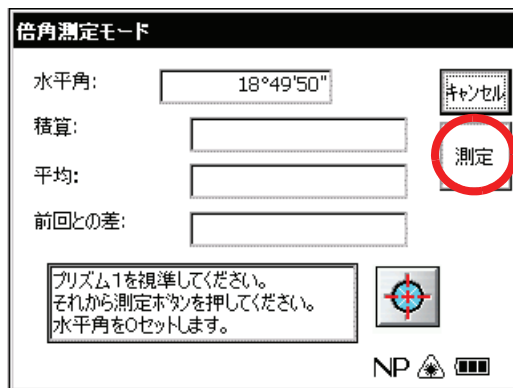 倍角測定モード
水平角: 18°49'50"
キャンセル
積算:
測定
平均:
前回との差:
プリズム1を視準してください。
それから測定ボタンを押してください。
水平角を0セットします。
NP